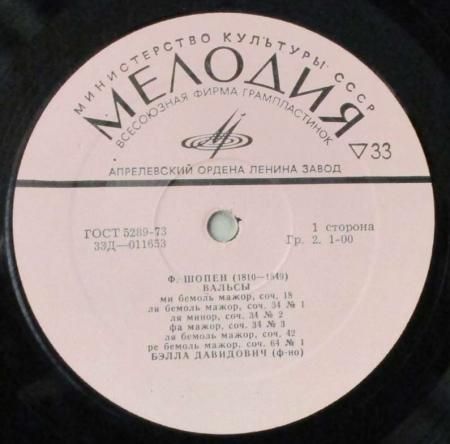 МИНИСТЕРСТВО КУЛЬТУРЫ СССР
МЕЛОДИЯ
ВСЕСОЮЗНАЯ ФИРМА ГРАМПЛАСТИНОК
33
АПРЕЛЕВСКИЙ ОРДЕНА ЛЕНИНА ЗАВОД
ГОСТ 5289-73
33Д—011653
1 сторона
Гр. 2. 1-00
Ф. ШОПЕН (1810—1849)
ВАЛЬСЫ
ми бемоль мажор, соч. 18
ля бемоль мажор, соч. 34 № 1
ля минор, соч. 34 № 2
фа мажор, соч. 34 № 3
ля бемоль мажор, соч. 42
ре бемоль мажор, соч. 64 № 1
БЭЛЛА ДАВИДОВИЧ (ф-но)